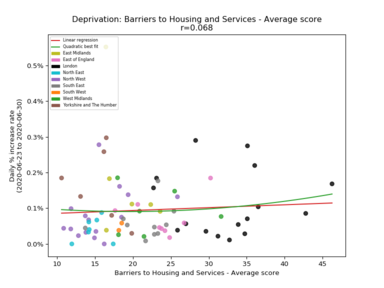 Deprivation: Barriers to Housing and Services - Average score
r=0.068
Linear regression
Quadratic best fit
East Midlands
East of England
London
North East
North West
South East
South West
West Midlands
Yorkshire and The Humber
Daily % increase rate
(2020-06-23 to 2020-06-30)
0.5%
0.4%
0.3%
0.2%
0.1%
0.0%
10 15 20 25 30 35 40 45
Barriers to Housing and Services - Average score